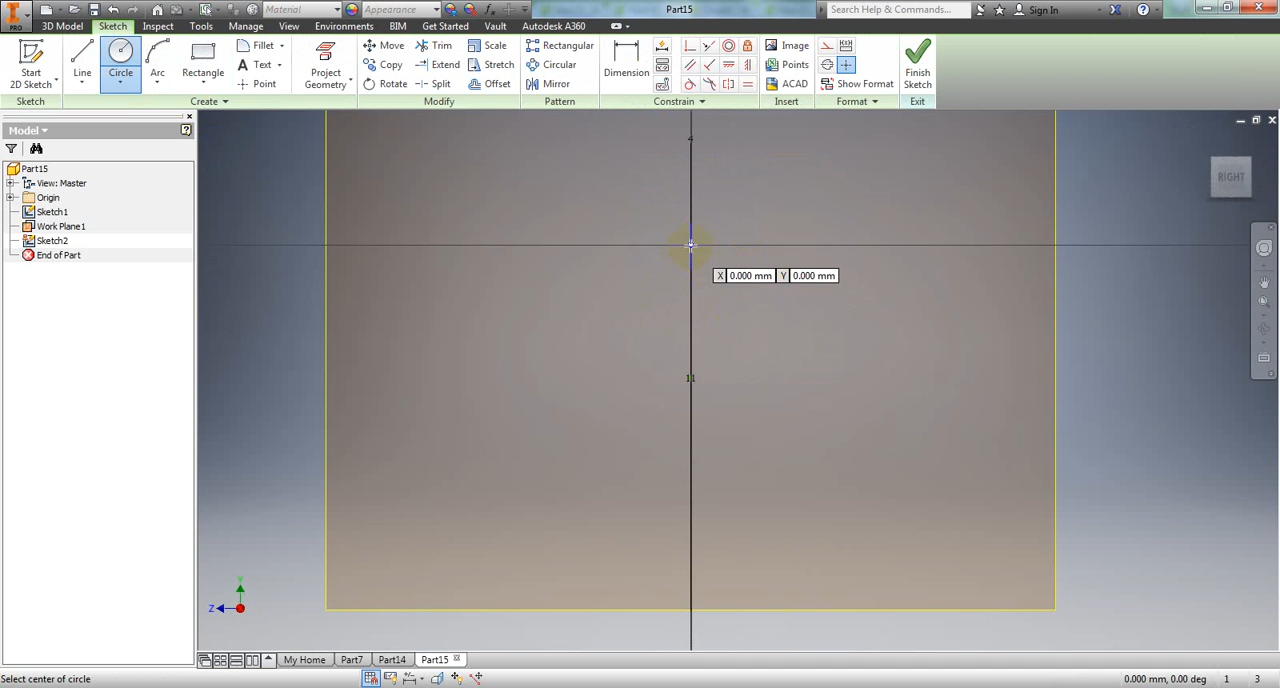 PRO
Material
Appearance
Part15
Search Help & Commands...
Sign In
3D Model
Sketch
Inspect
Tools
Manage
View
Environments
BIM
Get Started
Vault
Autodesk A360
Start
2D Sketch
Line
Circle
Arc
Rectangle
Fillet
Text
Point
Project
Geometry
Move
Copy
Rotate
Trim
Extend
Split
Scale
Stretch
Offset
Rectangular
Circular
Mirror
Dimension
Image
Points
ACAD
Show Format
Finish
Sketch
Sketch
Create
Modify
Pattern
Constrain
Insert
Format
Exit
Model
Part15
View: Master
Origin
Sketch1
Work Plane1
Sketch2
End of Part
4
11
X 0.000 mm Y 0.000 mm
RIGHT
Y
Z
My Home
Part7
Part14
Part15
Select center of circle
0.000 mm, 0.00 deg 1 3